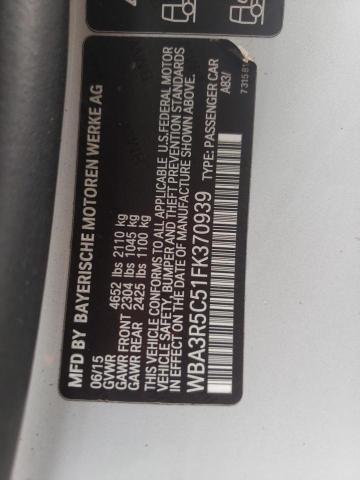 MFD BY BAYERISCHE MOTOREN WERKE AG
06/15
GVWR 4652 lbs 2110 kg
GAWR FRONT 2304 lbs 1045 kg
GAWR REAR 2425 lbs 1100 kg
THIS VEHICLE CONFORMS TO ALL APPLICABLE U.S.FEDERAL MOTOR
VEHICLE SAFETY, BUMPER AND THEFT PREVENTION STANDARDS
IN EFFECT ON THE DATE OF MANUFACTURE SHOWN ABOVE.
WBA3R5C51FK370939 TYPE: PASSENGER CAR
A83/